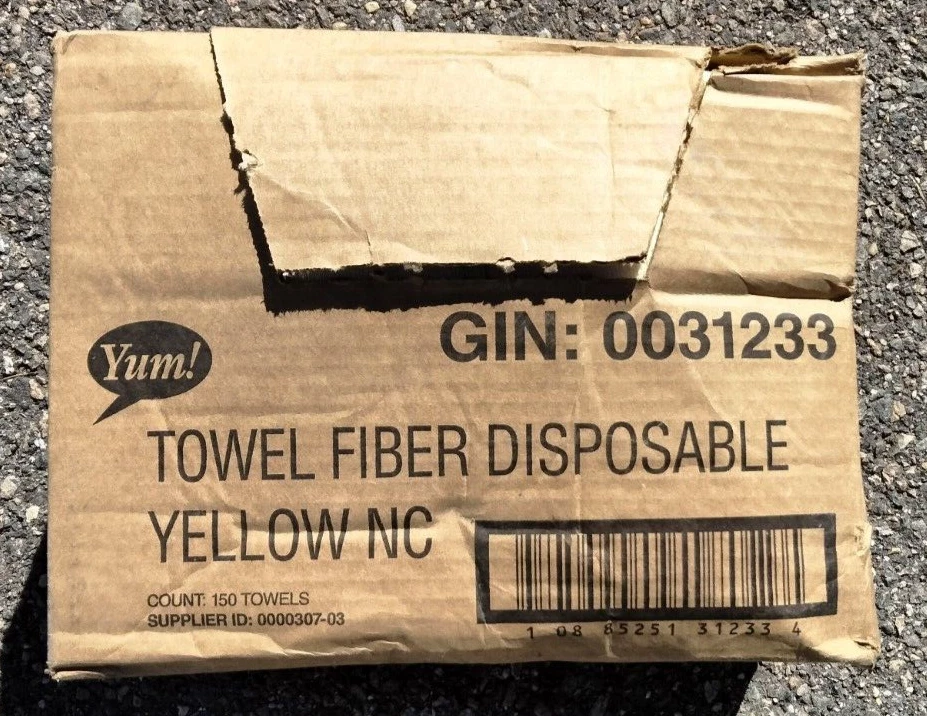 GIN: 0031233
Yum!
TOWEL FIBER DISPOSABLE
YELLOW NC
COUNT: 150 TOWELS
SUPPLIER ID: 0000307-03
1 08 85251 31233 4